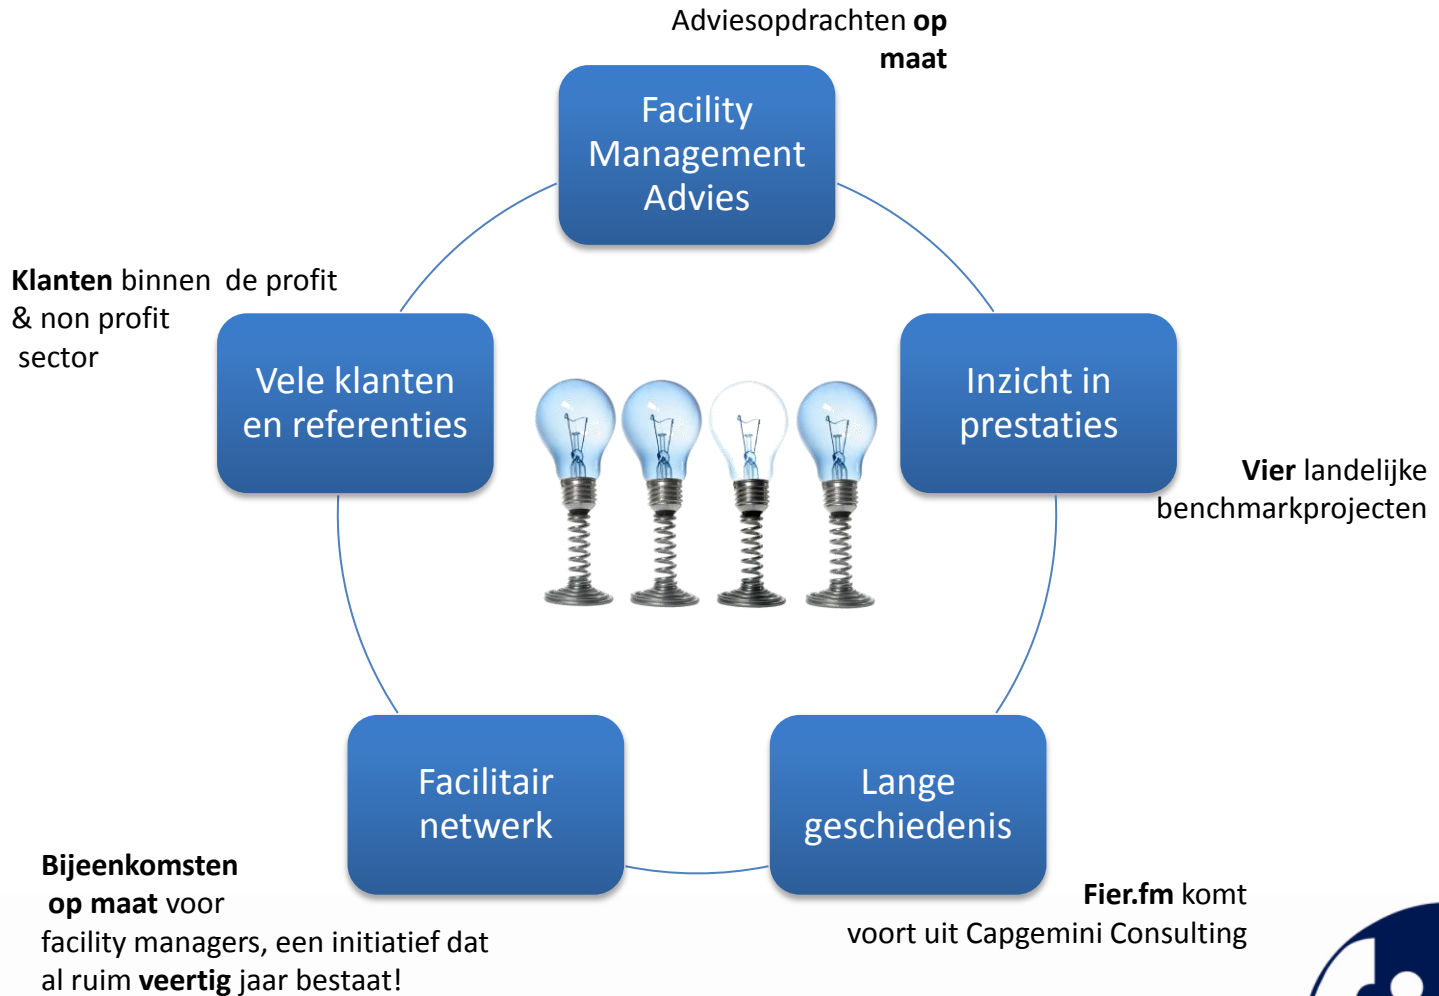 Adviesopdrachten op
maat
Facility
Management
Advies
Klanten binnen de profit
& non profit
sector
Vele klanten
en referenties
Inzicht in
prestaties
Vier landelijke
benchmarkprojecten
Facilitair
netwerk
Lange
geschiedenis
Bijeenkomsten
op maat voor
facility managers, een initiatief dat
al ruim veertig jaar bestaat!
Fier.fm komt
voort uit Capgemini Consulting